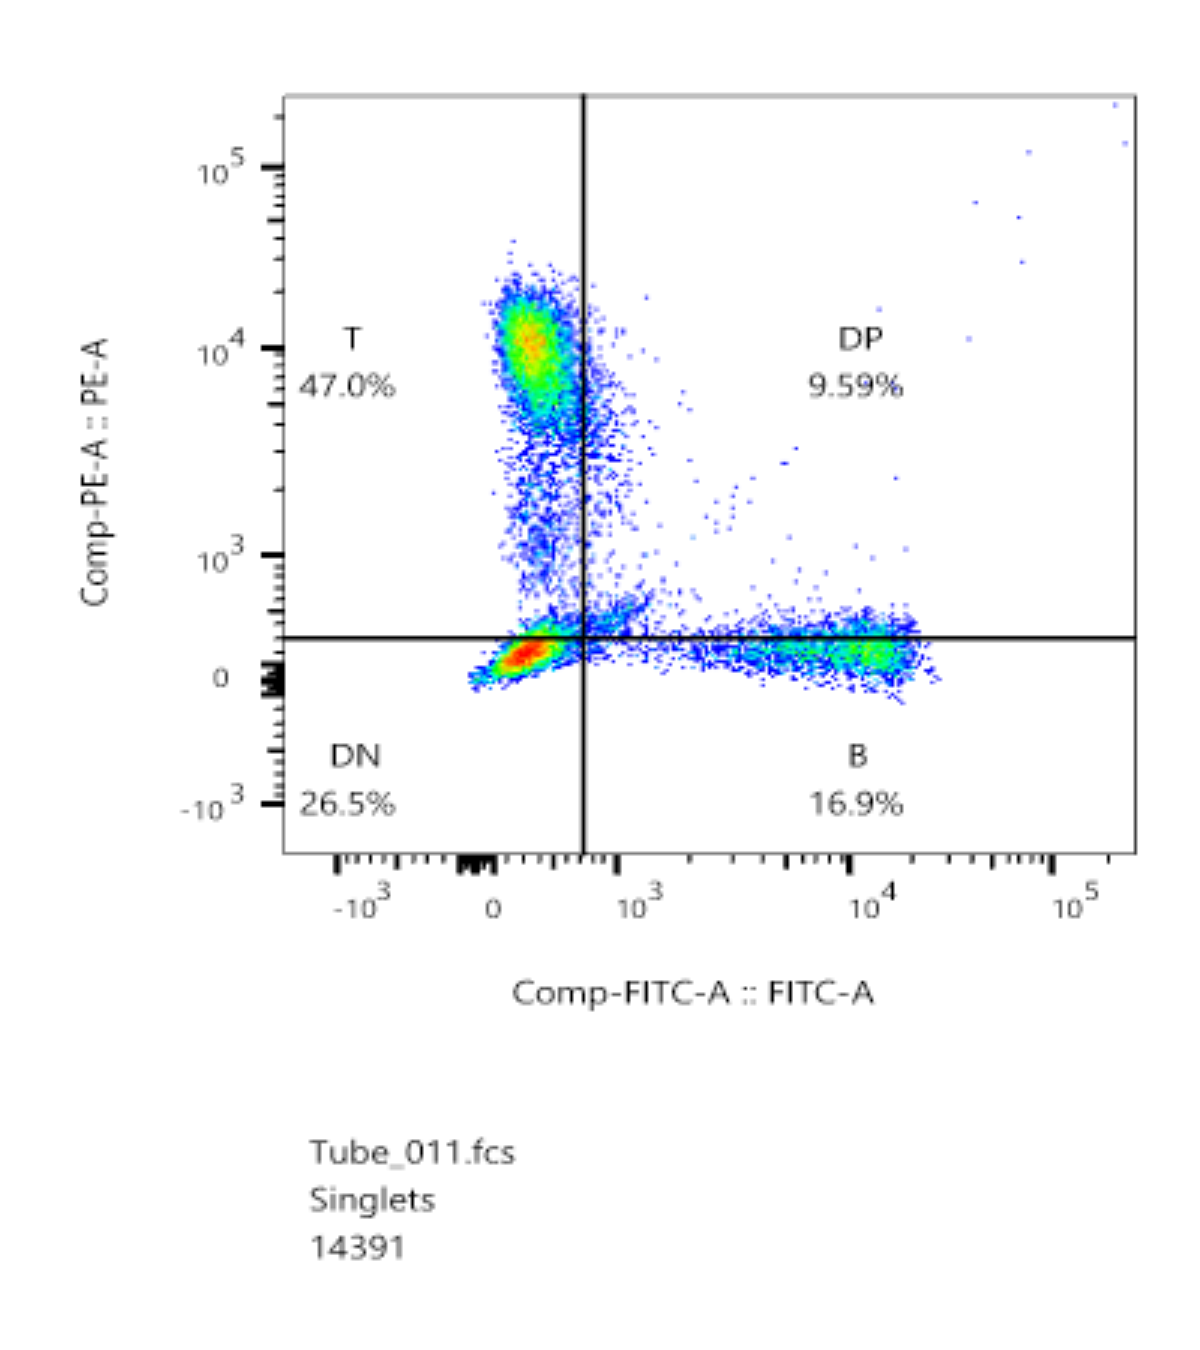 10^5
10^4
10^3
0
-10^3
Comp-PE-A :: PE-A
T
47.0%
DP
9.59%
DN
26.5%
B
16.9%
-10^3
0
10^3
10^4
10^5
Comp-FITC-A :: FITC-A
Tube_011.fcs
Singlets
14391